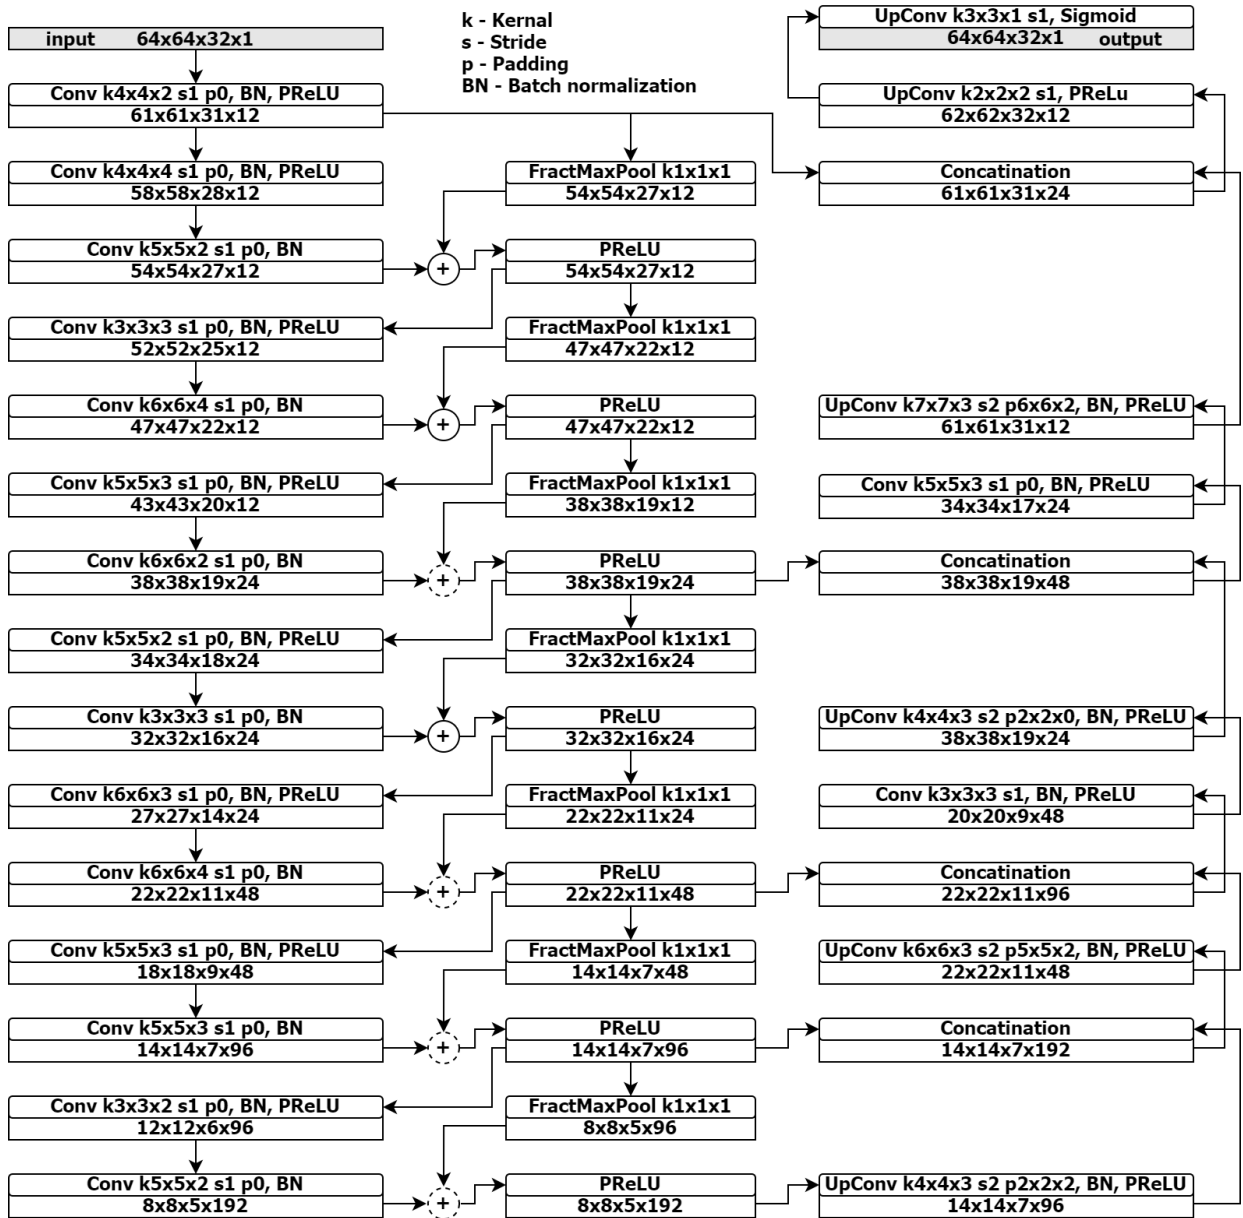 k - Kernal
s - Stride
p - Padding
BN - Batch normalization
input 64x64x32x1
Conv k4x4x2 s1 p0, BN, PReLU
61x61x31x12
Conv k4x4x4 s1 p0, BN, PReLU
58x58x28x12
Conv k5x5x2 s1 p0, BN
54x54x27x12
Conv k3x3x3 s1 p0, BN, PReLU
52x52x25x12
Conv k6x6x4 s1 p0, BN
47x47x22x12
Conv k5x5x3 s1 p0, BN, PReLU
43x43x20x12
Conv k6x6x2 s1 p0, BN
38x38x19x24
Conv k5x5x2 s1 p0, BN, PReLU
34x34x18x24
Conv k3x3x3 s1 p0, BN
32x32x16x24
Conv k6x6x3 s1 p0, BN, PReLU
27x27x14x24
Conv k6x6x4 s1 p0, BN
22x22x11x48
Conv k5x5x3 s1 p0, BN, PReLU
18x18x9x48
Conv k5x5x3 s1 p0, BN
14x14x7x96
Conv k3x3x2 s1 p0, BN, PReLU
12x12x6x96
Conv k5x5x2 s1 p0, BN
8x8x5x192
+
+
+
+
+
+
+
FractMaxPool k1x1x1
54x54x27x12
PReLU
54x54x27x12
FractMaxPool k1x1x1
47x47x22x12
PReLU
47x47x22x12
FractMaxPool k1x1x1
38x38x19x12
PReLU
38x38x19x24
FractMaxPool k1x1x1
32x32x16x24
PReLU
32x32x16x24
FractMaxPool k1x1x1
22x22x11x24
PReLU
22x22x11x48
FractMaxPool k1x1x1
14x14x7x48
PReLU
14x14x7x96
FractMaxPool k1x1x1
8x8x5x96
PReLU
8x8x5x192
UpConv k3x3x1 s1, Sigmoid
64x64x32x1 output
UpConv k2x2x2 s1, PReLu
62x62x32x12
Concatination
61x61x31x24
UpConv k7x7x3 s2 p6x6x2, BN, PReLU
61x61x31x12
Conv k5x5x3 s1 p0, BN, PReLU
34x34x17x24
Concatination
38x38x19x48
UpConv k4x4x3 s2 p2x2x0, BN, PReLU
38x38x19x24
Conv k3x3x3 s1, BN, PReLU
20x20x9x48
Concatination
22x22x11x96
UpConv k6x6x3 s2 p5x5x2, BN, PReLU
22x22x11x48
Concatination
14x14x7x192
UpConv k4x4x3 s2 p2x2x2, BN, PReLU
14x14x7x96